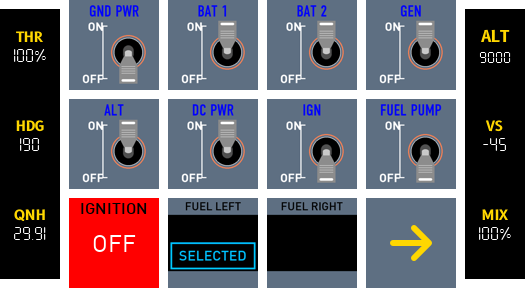 THR
100%
HDG
190
QNH
29.91
GND PWR
ON
OFF
BAT 1
ON
OFF
BAT 2
ON
OFF
GEN
ON
OFF
ALT
ON
OFF
DC PWR
ON
OFF
IGN
ON
OFF
FUEL PUMP
ON
OFF
IGNITION
OFF
FUEL LEFT
SELECTED
FUEL RIGHT
ALT
9000
VS
-45
MIX
100%